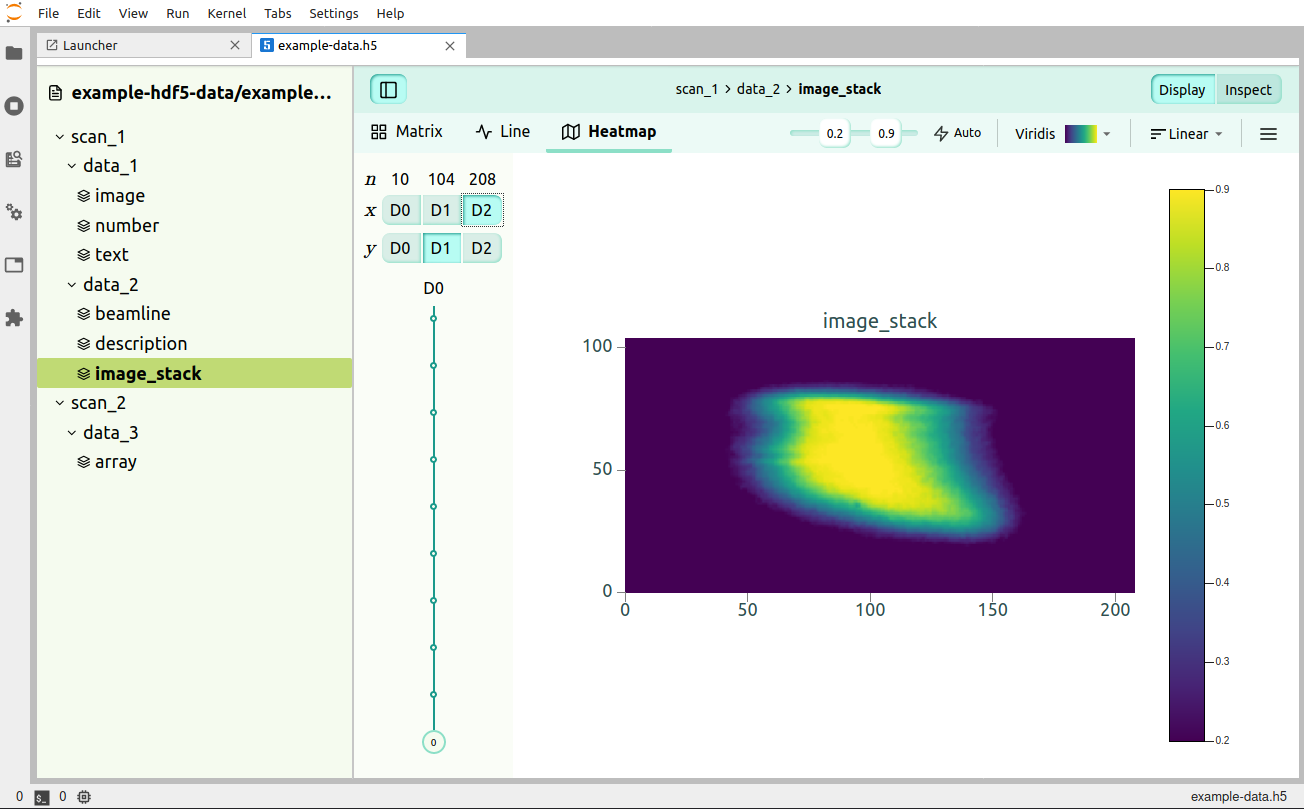 File Edit View Run Kernel Tabs Settings Help
Launcher
5 example-data.h5
example-hdf5-data/example...
scan_1 > data_2 > image_stack
Display Inspect
Matrix Line Heatmap
0.2 0.9 Auto Viridis Linear
scan_1
data_1
image
number
text
data_2
beamline
description
image_stack
scan_2
data_3
array
n 10 104 208
x D0 D1 D2
y D0 D1 D2
D0
0
image_stack
100
50
0
0 50 100 150 200
0.9
0.8
0.7
0.6
0.5
0.4
0.3
0.2
0 $_ 0
example-data.h5